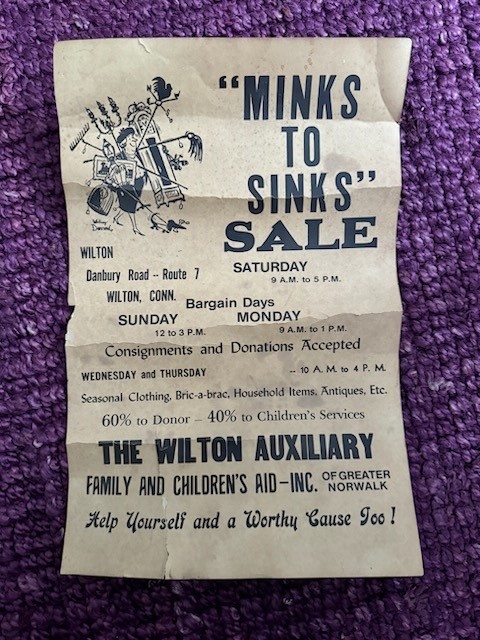 "MINKS
TO
SINKS"
SALE
WILTON
Danbury Road -- Route 7
WILTON, CONN.
SATURDAY
9 A.M. to 5 P.M.
Bargain Days
SUNDAY MONDAY
12 to 3 P.M. 9 A.M. to 1 P.M.
Consignments and Donations Accepted
WEDNESDAY and THURSDAY -- 10 A.M. to 4 P.M.
Seasonal Clothing, Bric-a-brac, Household Items, Antiques, Etc.
60% to Donor – 40% to Children's Services
THE WILTON AUXILIARY
FAMILY AND CHILDREN'S AID-INC. OF GREATER NORWALK
Help Yourself and a Worthy Cause Too!